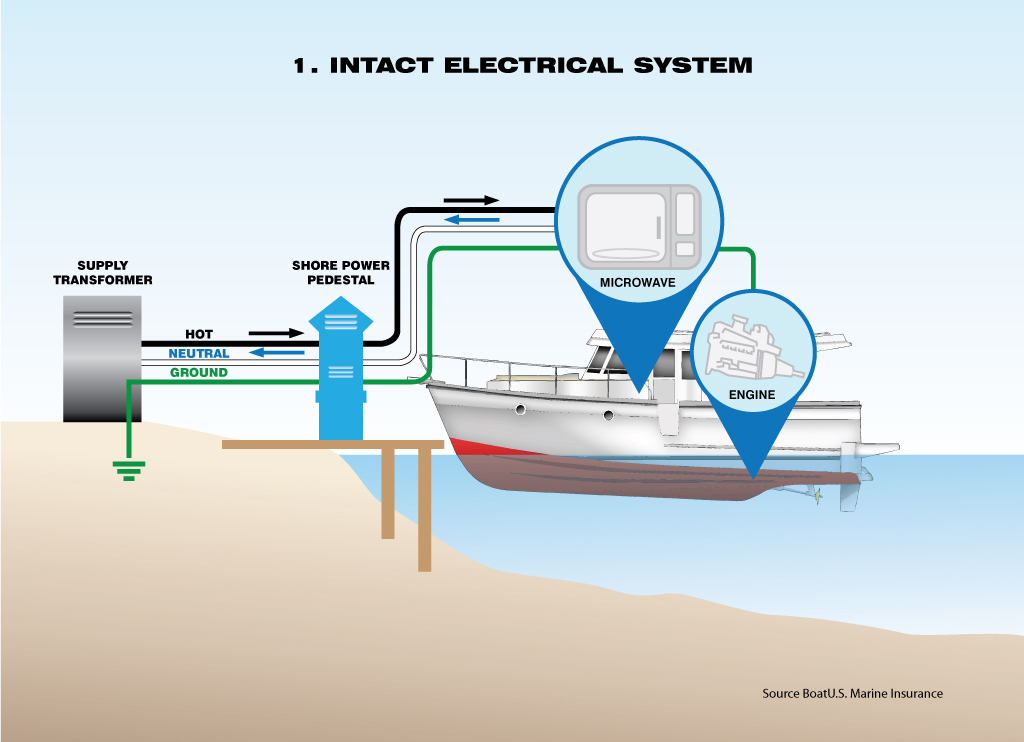 1. INTACT ELECTRICAL SYSTEM
SUPPLY
TRANSFORMER
SHORE POWER
PEDESTAL
HOT
NEUTRAL
GROUND
MICROWAVE
ENGINE
Source BoatU.S. Marine Insurance